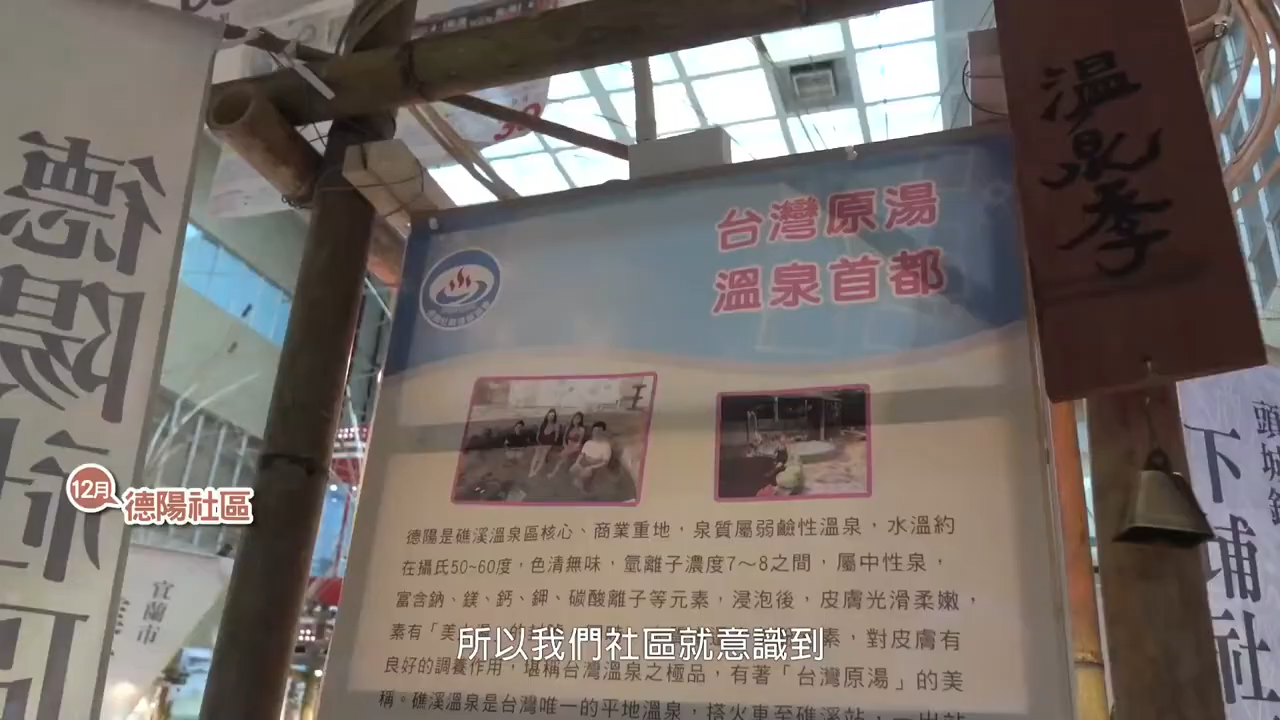 德陽社區
宜蘭市
12月 德陽社區
台灣原湯
溫泉首都
德陽是礁溪溫泉區核心、商業重地，泉質屬弱鹼性溫泉，水溫約
在攝氏50~60度，色清無味，氫離子濃度7～8之間，屬中性泉，
富含鈉、鎂、鈣、鉀、碳酸離子等元素，浸泡後，皮膚光滑柔嫩，
素有「美 素，對皮膚有
良好的調養作用，堪稱台灣溫泉之極品，有著「台灣原湯」的美
稱。礁溪溫泉是台灣唯一的平地溫泉，搭火車至礁溪站，一出站
所以我們社區就意識到
溫泉季
頭城鎮
下埔社